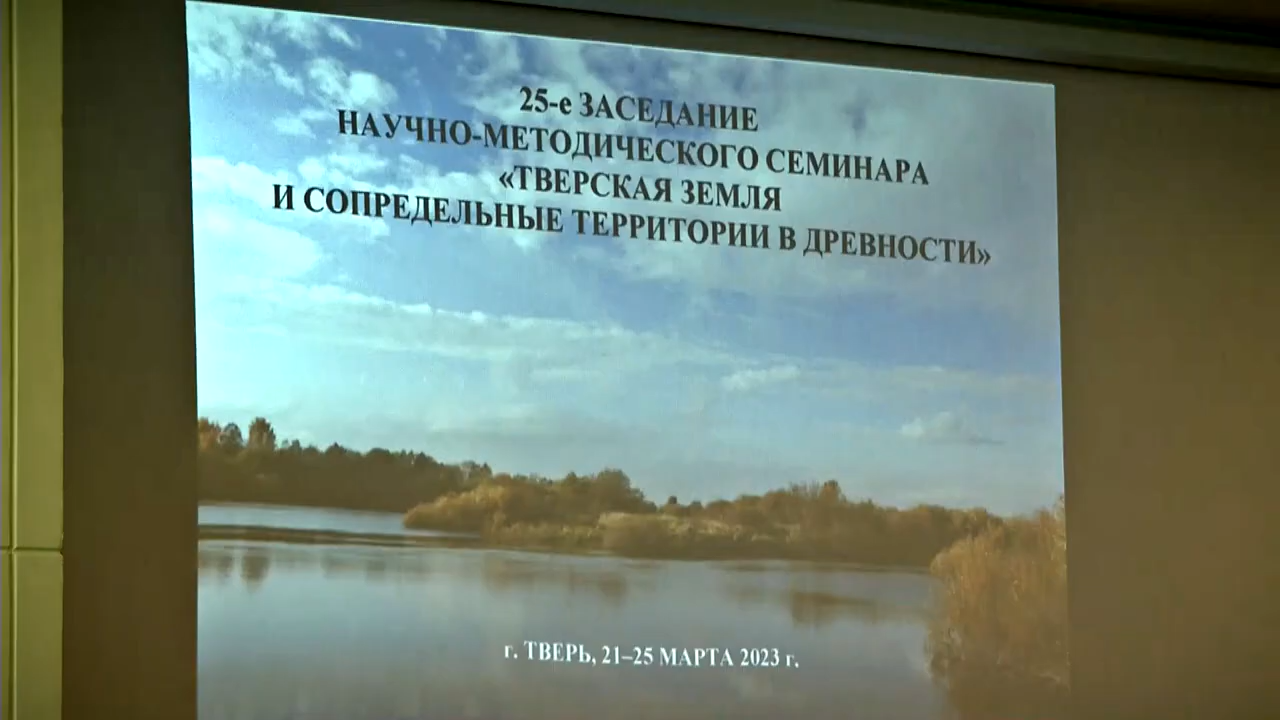 25-е ЗАСЕДАНИЕ
НАУЧНО-МЕТОДИЧЕСКОГО СЕМИНАРА
«ТВЕРСКАЯ ЗЕМЛЯ
И СОПРЕДЕЛЬНЫЕ ТЕРРИТОРИИ В ДРЕВНОСТИ»
г. ТВЕРЬ, 21–25 МАРТА 2023 г.